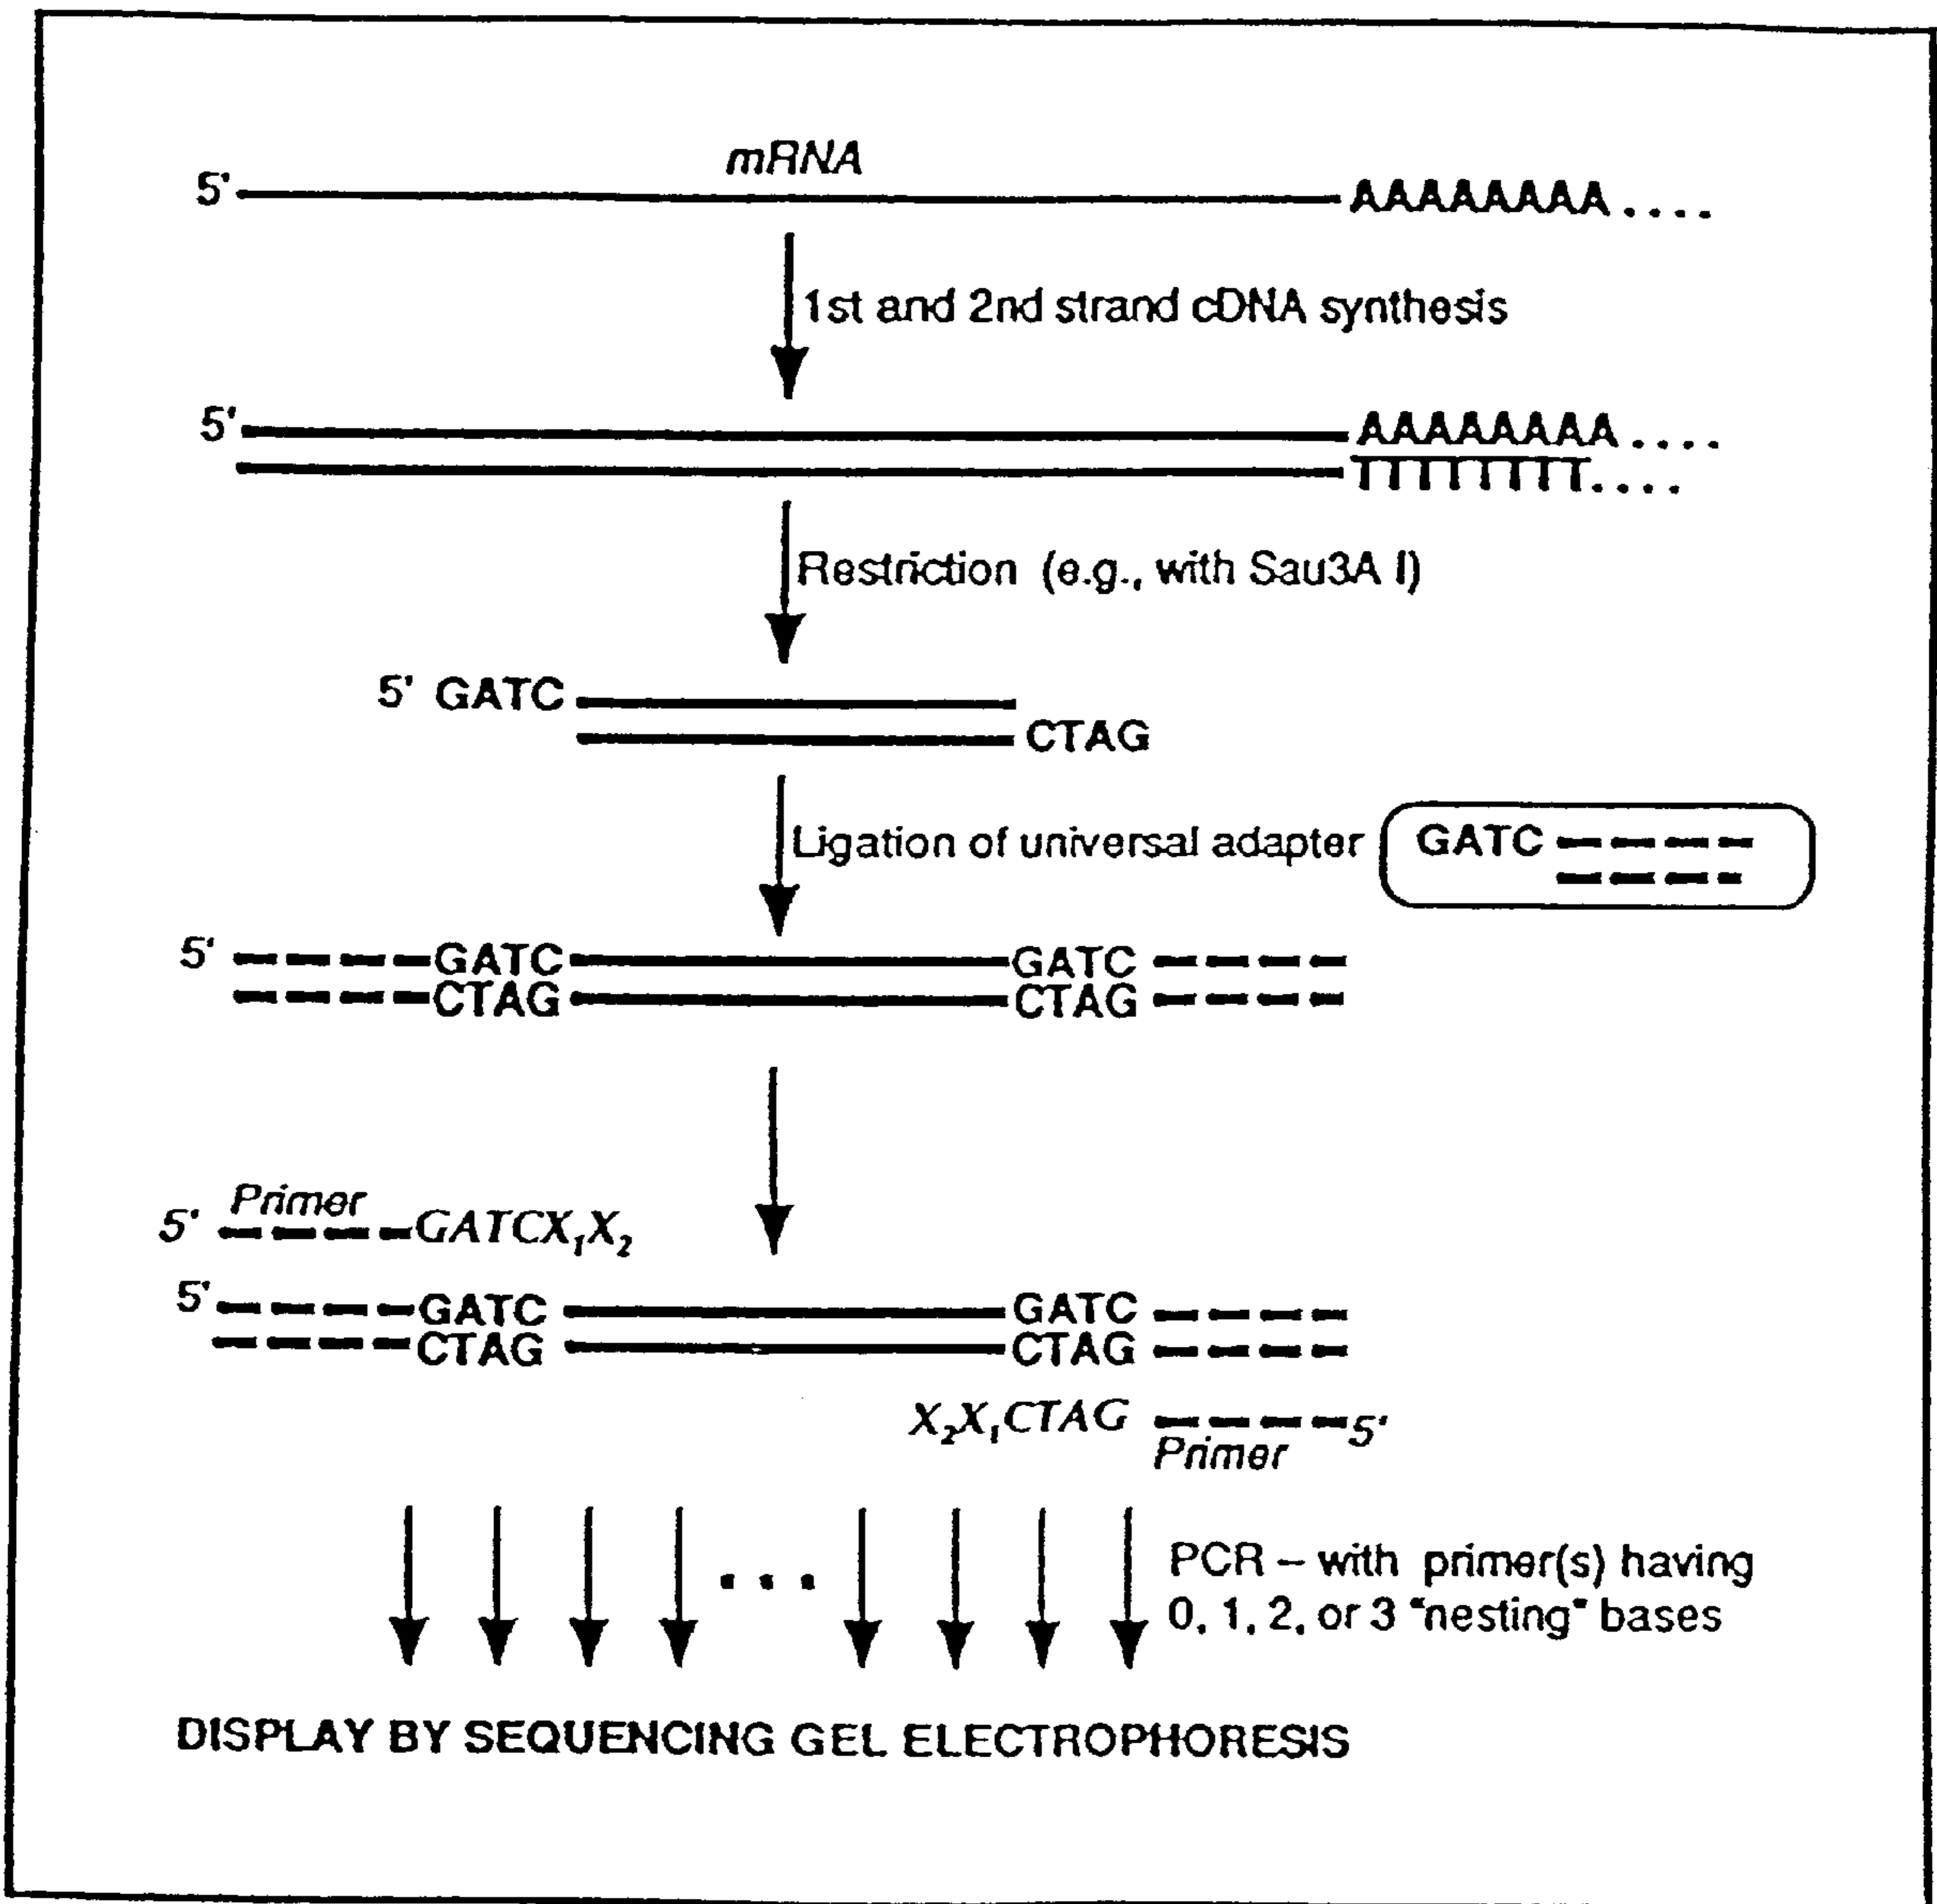 mRNA
5' AAAAAAAA....
1st and 2nd strand cDNA synthesis
5' AAAAAAAA....
TTTTTTTT....
Restriction (e.g., with Sau3A I)
5' GATC
CTAG
Ligation of universal adapter GATC
5' GATC GATC
CTAG CTAG
Primer
5' GATCX₁X₂
5' GATC GATC
CTAG CTAG
X₂X₁CTAG 5'
Primer
PCR – with primer(s) having
0, 1, 2, or 3 "nesting" bases
...
DISPLAY BY SEQUENCING GEL ELECTROPHORESIS